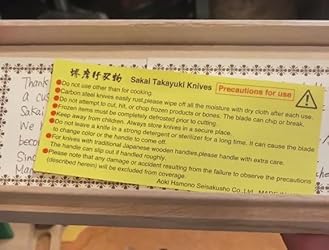 堺孝行刃物 Sakai Takayuki Knives Precautions for use
●Do not use other than for cooking.
●Carbon steel knives easily rust, please wipe off all the moisture with dry cloth after each use.
●Do not attempt to cut, hit, or chop frozen products or bones. The blade can chip or break.
Frozen items must be completely defrosted prior to cutting.
●Keep away from children. Always store knives in a secure place.
●Do not leave a knife in a strong detergent or sterilizer for a long time. It can cause the blade
to change color or the handle to come off.
●For knives with traditional Japanese wooden handles, please handle with extra care.
The handle can slip out if handled roughly.
●Please note that any damage or accident resulting from the failure to observe the precautions
(described herein) will be excluded from coverage.
Aoki Hamono Seisakusho Co.,Ltd.
Thank
a cu
Saka
We h
becom
Since
Man